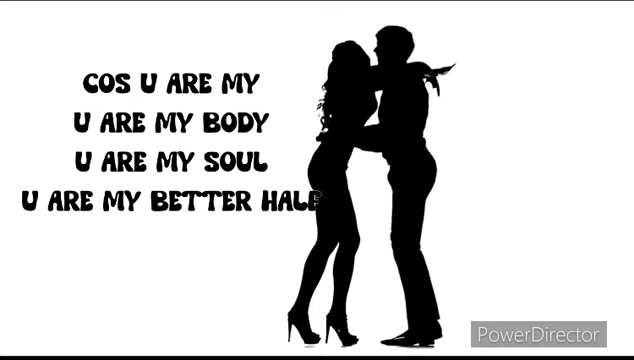 COS U ARE MY
U ARE MY BODY
U ARE MY SOUL
U ARE MY BETTER HALF
PowerDirector